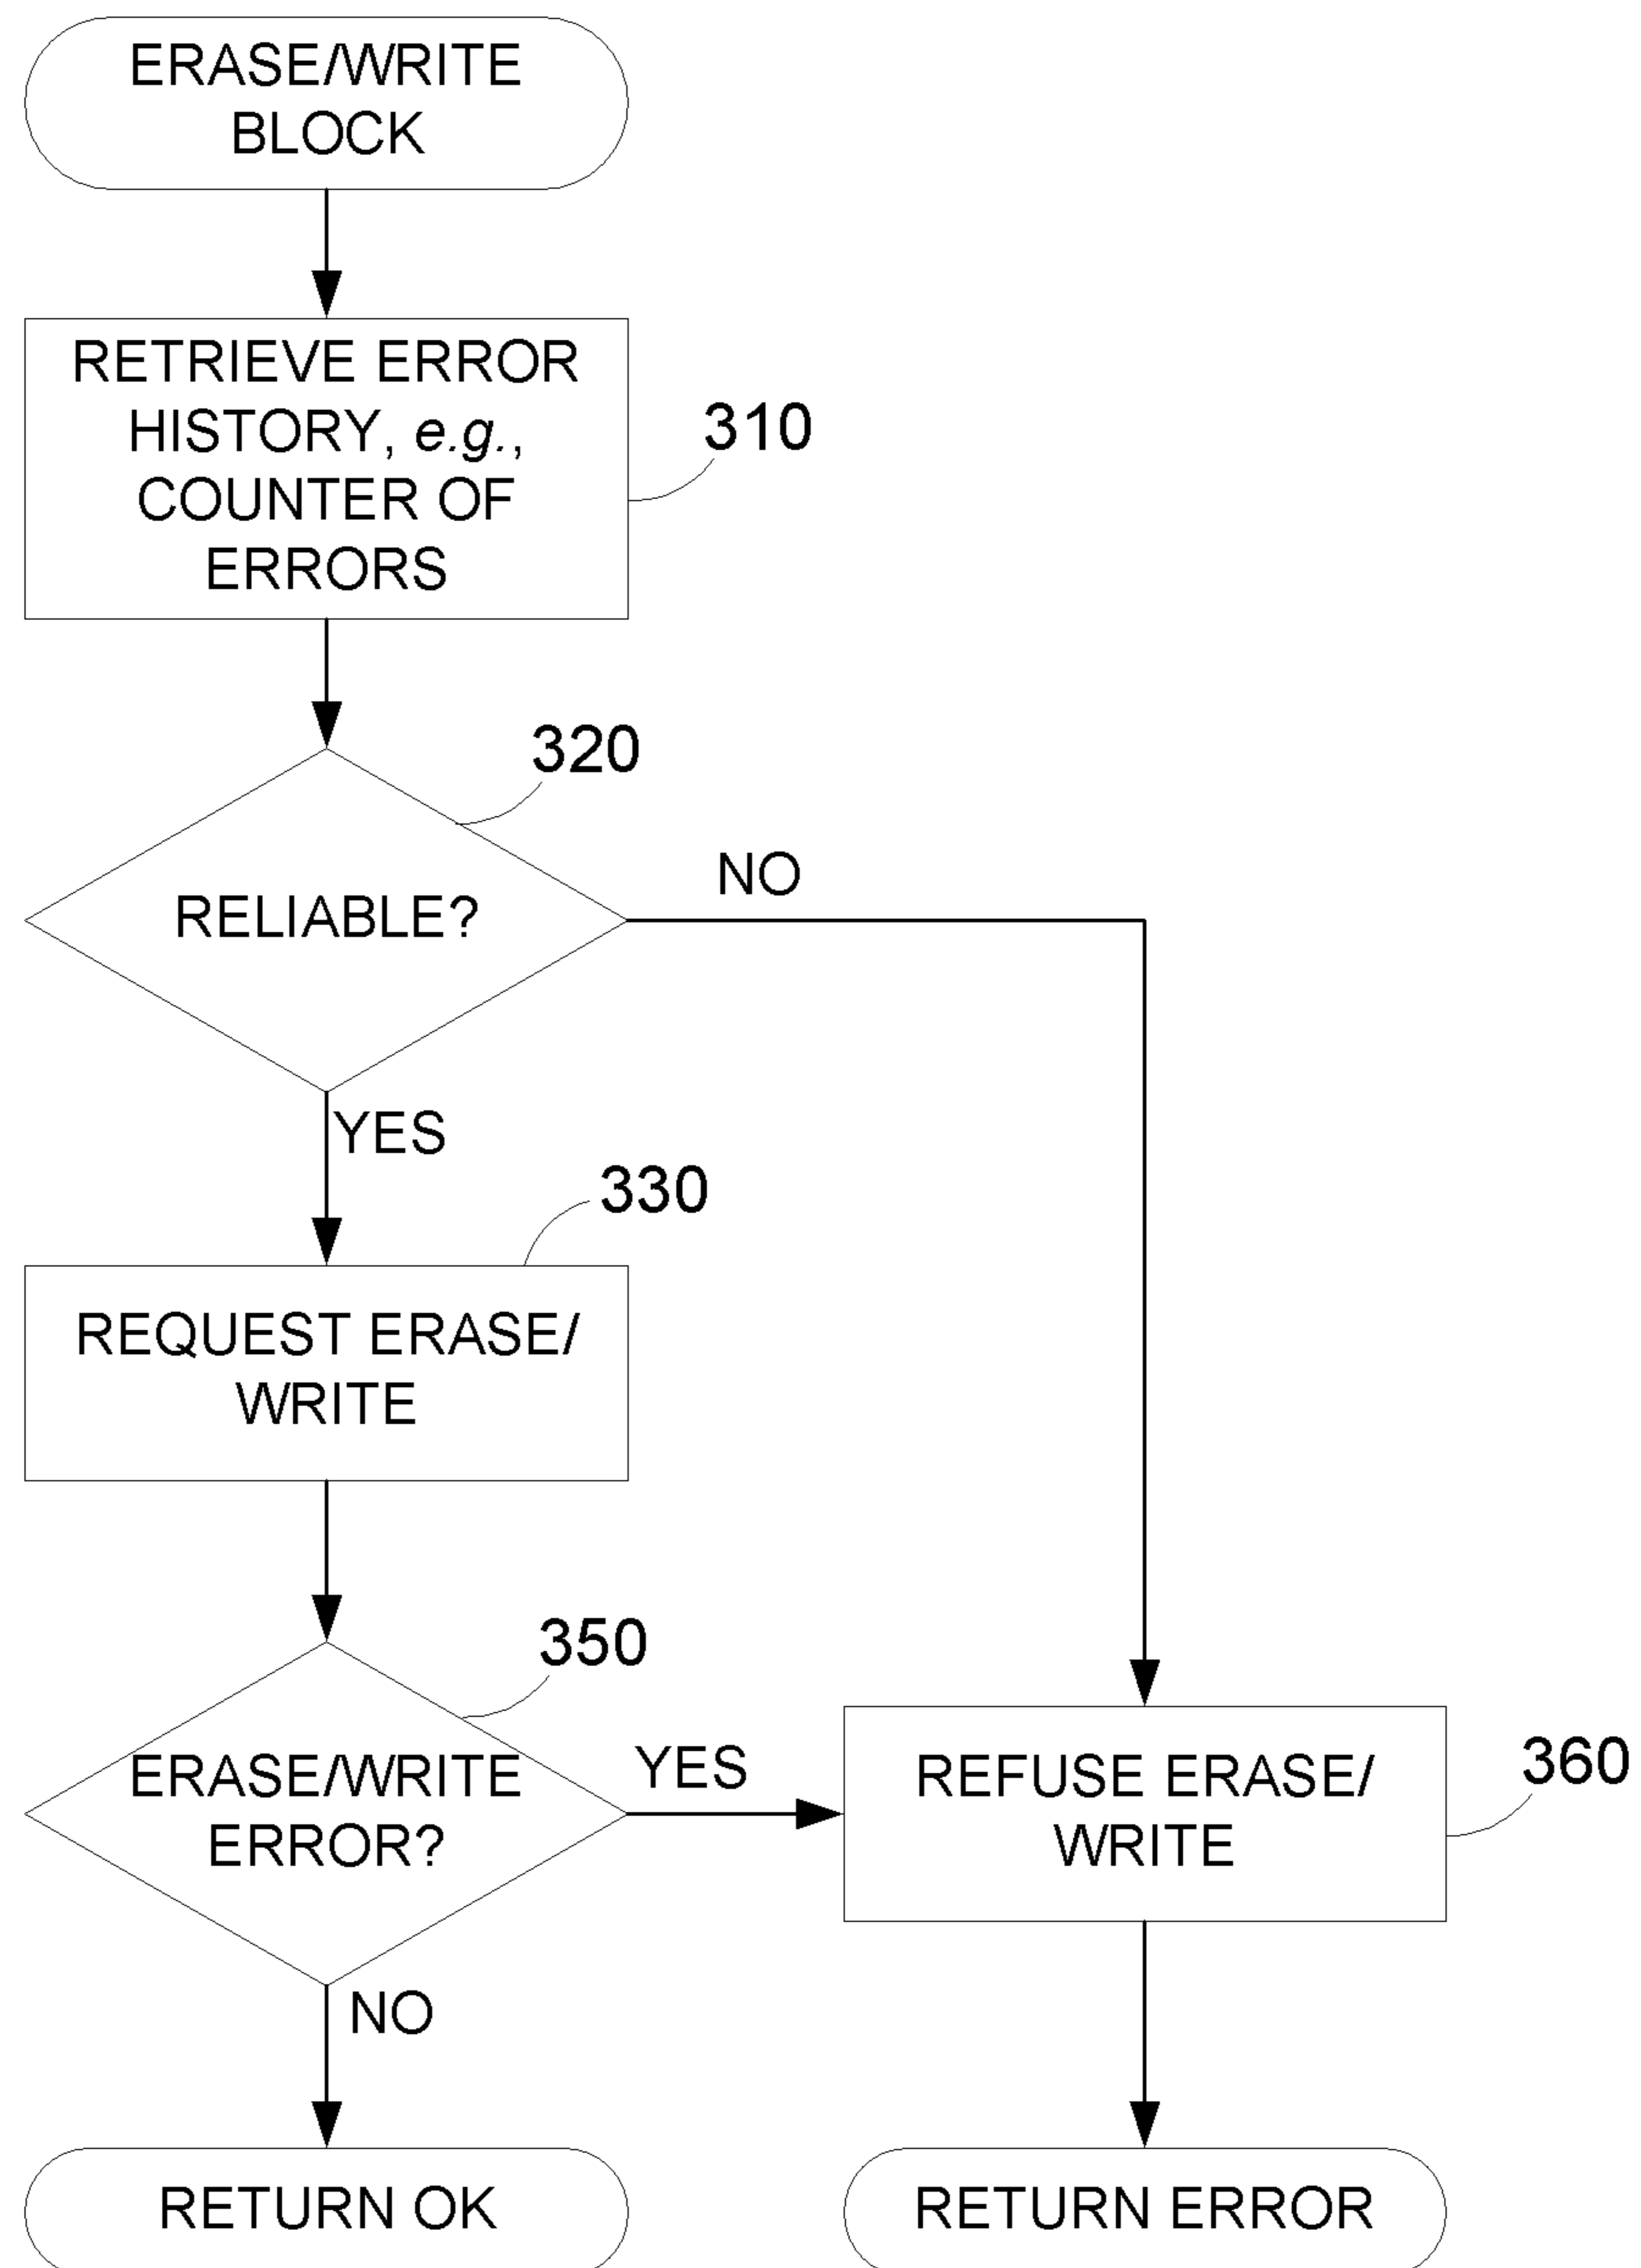 ERASE/WRITE
BLOCK
RETRIEVE ERROR
HISTORY, e.g.,
COUNTER OF
ERRORS
310
320
RELIABLE?
NO
YES
330
REQUEST ERASE/
WRITE
350
ERASE/WRITE
ERROR?
YES
REFUSE ERASE/
WRITE
360
NO
RETURN OK
RETURN ERROR